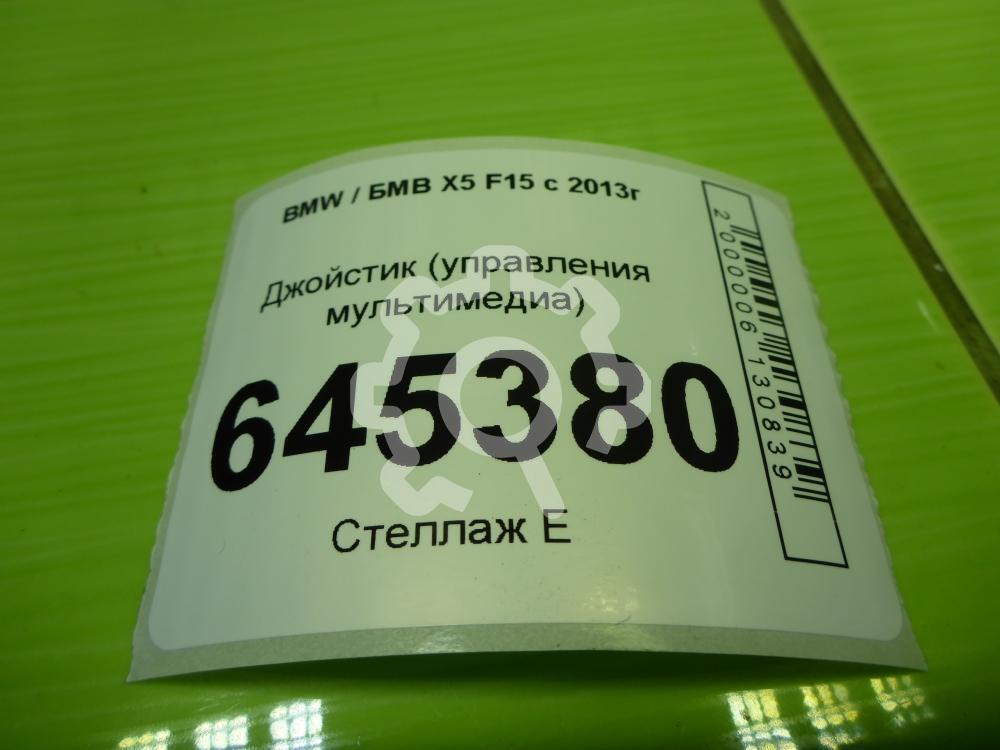 BMW / БМВ X5 F15 с 2013г
Джойстик (управления
мультимедиа)
645380
Стеллаж Е
2000006130839